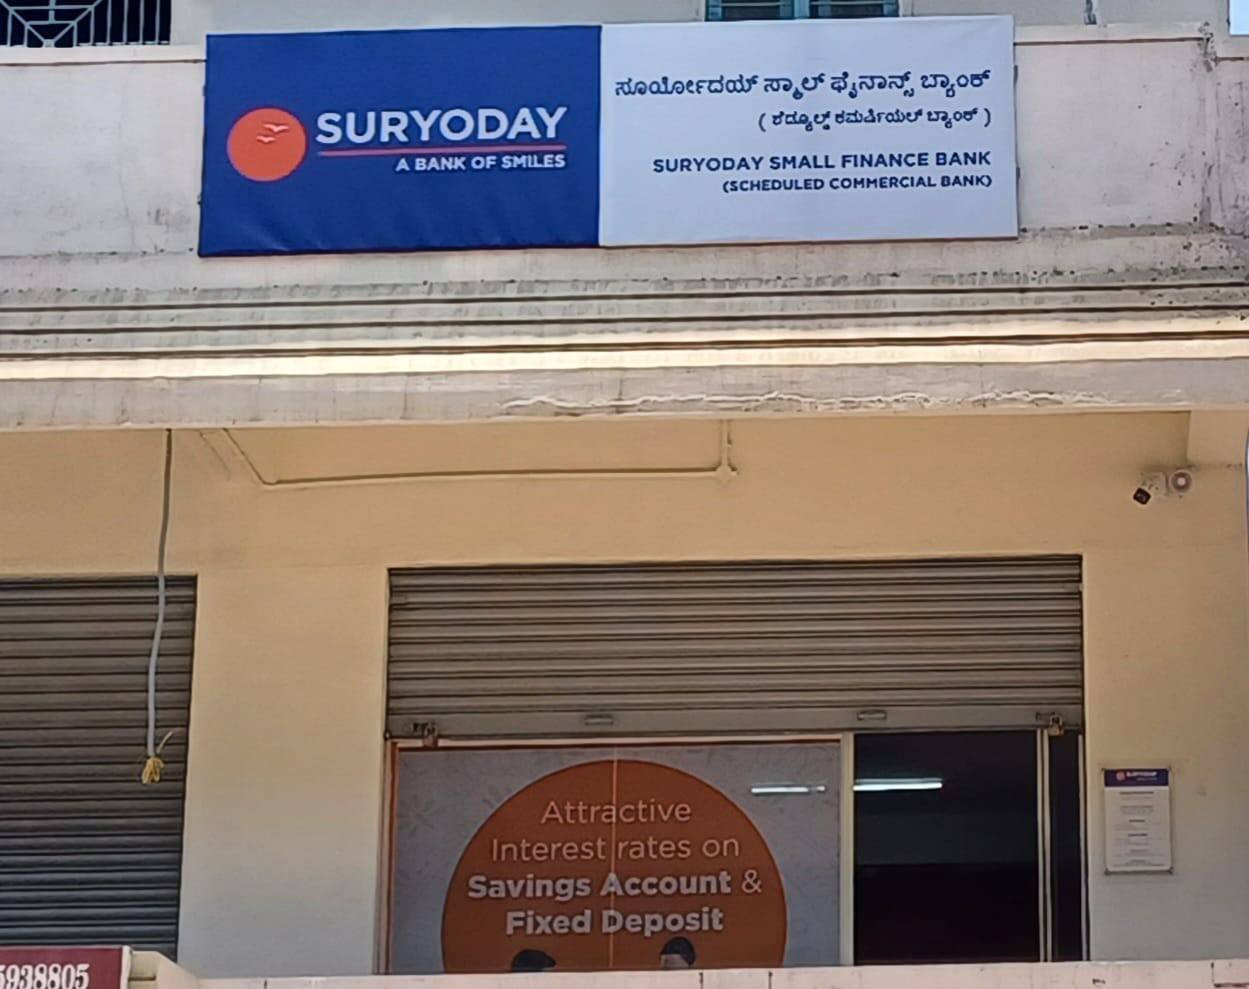 SURYODAY
A BANK OF SMILES
ಸೂರ್ಯೋದಯ್ ಸ್ಮಾಲ್ ಫೈನಾನ್ಸ್ ಬ್ಯಾಂಕ್
( ಶೆಡ್ಯೂಲ್ಡ್ ಕಮರ್ಶಿಯಲ್ ಬ್ಯಾಂಕ್ )
SURYODAY SMALL FINANCE BANK
(SCHEDULED COMMERCIAL BANK)
Attractive
Interest rates on
Savings Account &
Fixed Deposit
SURYODAY
5938805